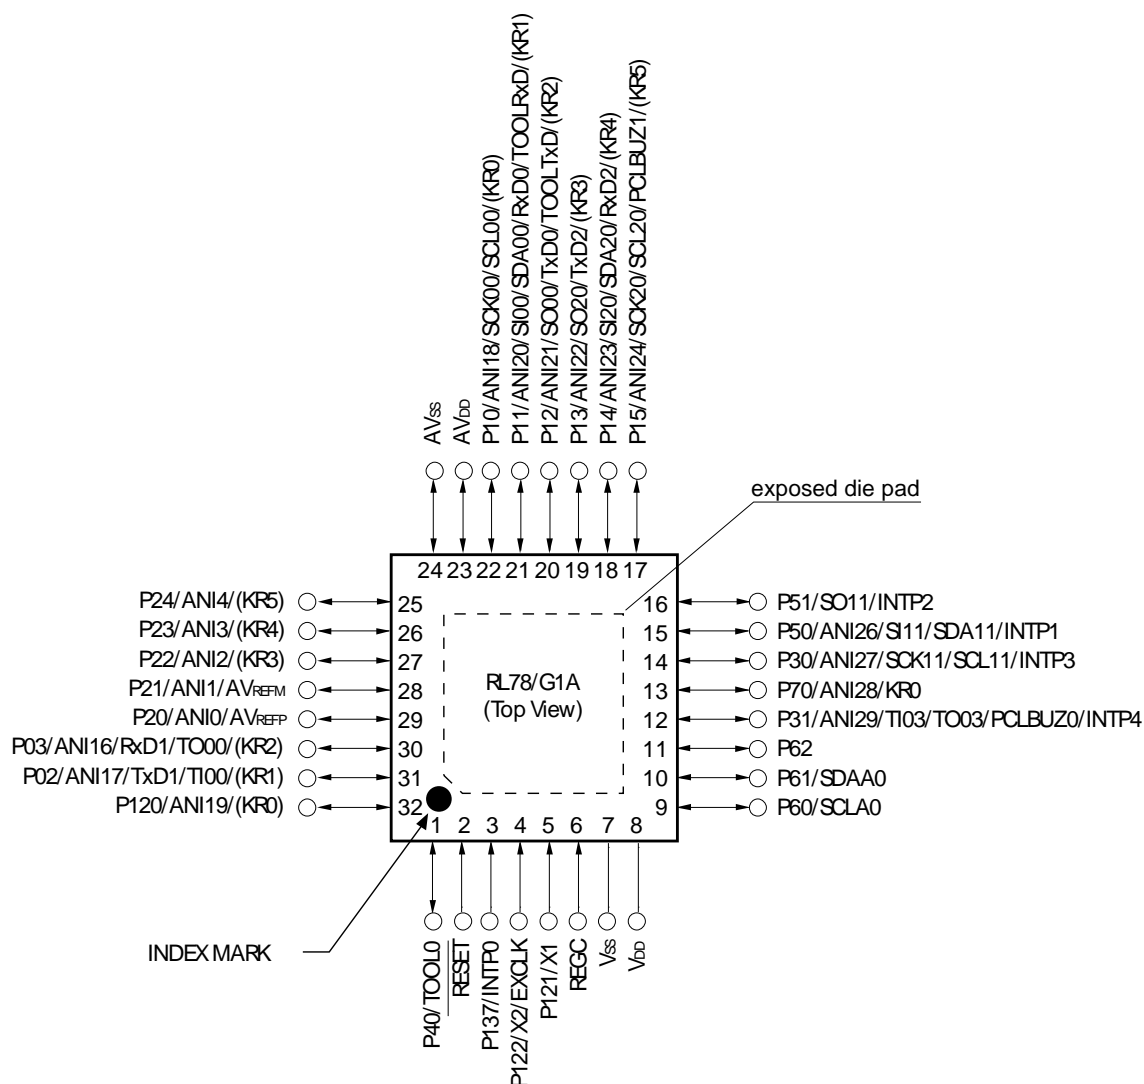 P10/ANI18/SCK00/SCL00/(KR0)
P11/ANI20/SI00/SDA00/RxD0/TOOLRxD/(KR1)
P12/ANI21/SO00/TxD0/TOOLTxD/(KR2)
P13/ANI22/SO20/TxD2/(KR3)
P14/ANI23/SI20/SDA20/RxD2/(KR4)
P15/ANI24/SCK20/SCL20/PCLBUZ1/(KR5)
AVSS
AVDD
exposed die pad
24 23 22 21 20 19 18 17
P24/ANI4/(KR5) 25
P23/ANI3/(KR4) 26
P22/ANI2/(KR3) 27
P21/ANI1/AVREFM 28
P20/ANI0/AVREFP 29
P03/ANI16/RxD1/TO00/(KR2) 30
P02/ANI17/TxD1/TI00/(KR1) 31
P120/ANI19/(KR0) 32
RL78/G1A
(Top View)
16 P51/SO11/INTP2
15 P50/ANI26/SI11/SDA11/INTP1
14 P30/ANI27/SCK11/SCL11/INTP3
13 P70/ANI28/KR0
12 P31/ANI29/TI03/TO03/PCLBUZ0/INTP4
11 P62
10 P61/SDAA0
9 P60/SCLA0
1 2 3 4 5 6 7 8
INDEX MARK
P40/TOOL0
RESET
P137/INTP0
P122/X2/EXCLK
P121/X1
REGC
VSS
VDD